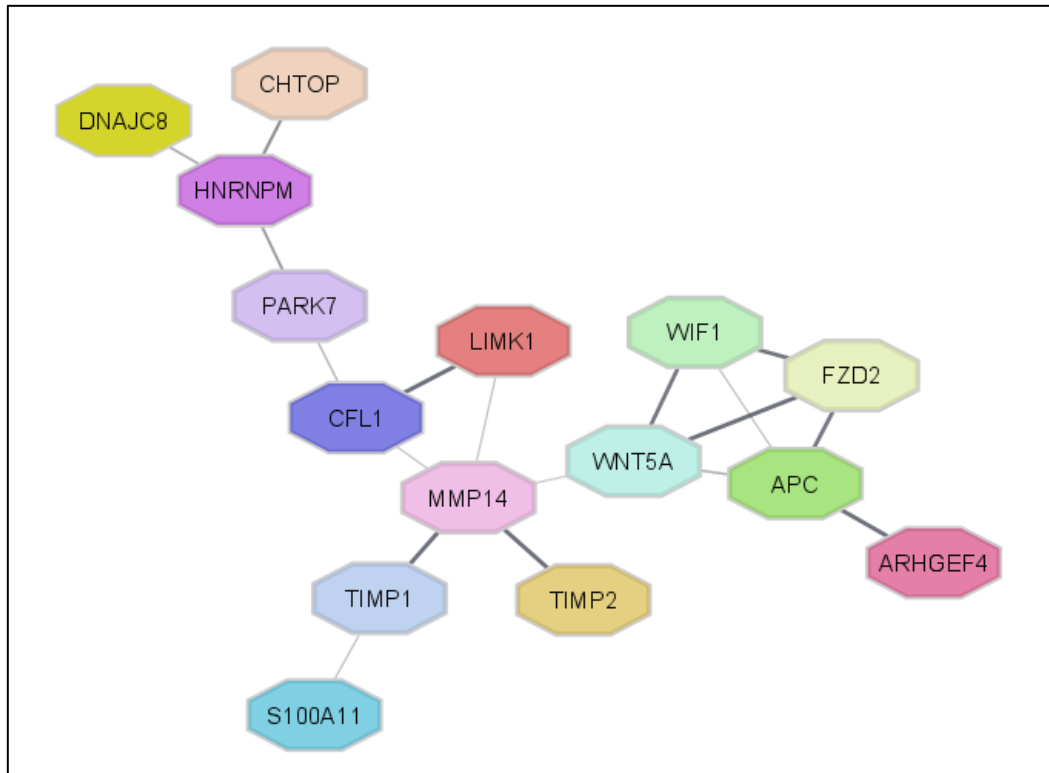 CHTOP
DNAJC8
HNRNPM
PARK7
LIMK1
WIF1
FZD2
CFL1
WNT5A
APC
MMP14
ARHGEF4
TIMP1
TIMP2
S100A11